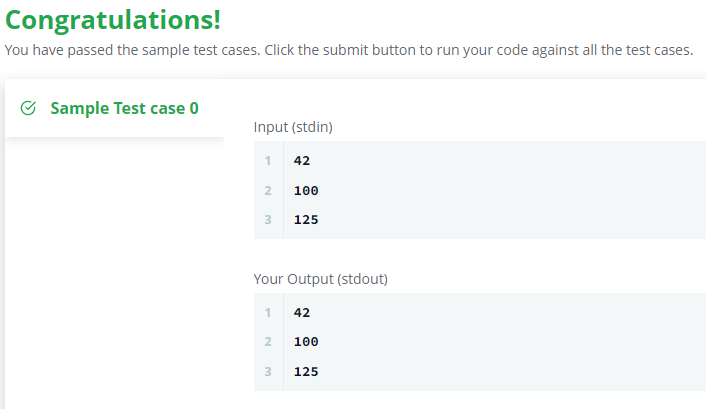 Congratulations!
You have passed the sample test cases. Click the submit button to run your code against all the test cases.
Sample Test case 0
Input (stdin)
1 42
2 100
3 125
Your Output (stdout)
1 42
2 100
3 125